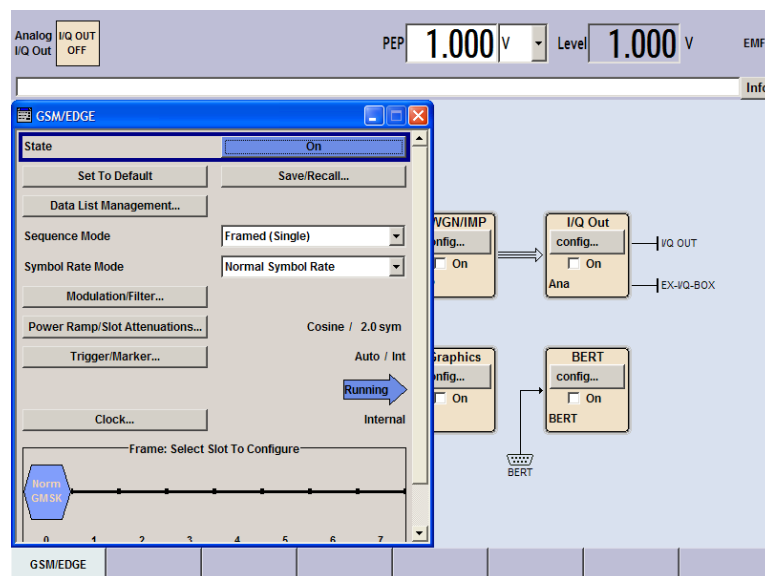 Analog I/Q OUT
I/Q Out OFF
PEP 1.000 V Level 1.000 V EMF
Info
GSM/EDGE
State On
Set To Default Save/Recall...
Data List Management...
Sequence Mode Framed (Single)
Symbol Rate Mode Normal Symbol Rate
Modulation/Filter...
Power Ramp/Slot Attenuations... Cosine / 2.0 sym
Trigger/Marker... Auto / Int
Running
Clock... Internal
Frame: Select Slot To Configure
Norm
GMSK
0 1 2 3 4 5 6 7
WGN/IMP
nfig...
On
I/Q Out
config...
On
Ana
I/Q OUT
EX-I/Q-BOX
Graphics
nfig...
On
BERT
config...
On
BERT
BERT
GSM/EDGE